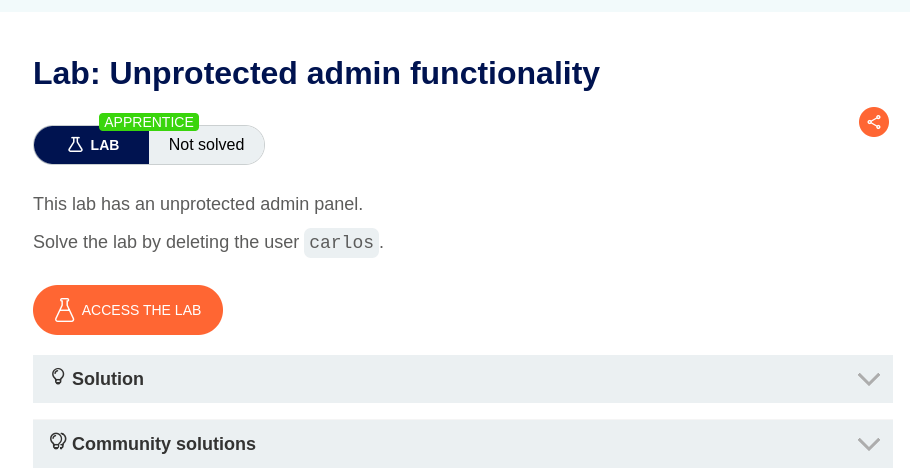 Lab: Unprotected admin functionality
APPRENTICE
LAB Not solved
This lab has an unprotected admin panel.
Solve the lab by deleting the user carlos.
ACCESS THE LAB
Solution
Community solutions